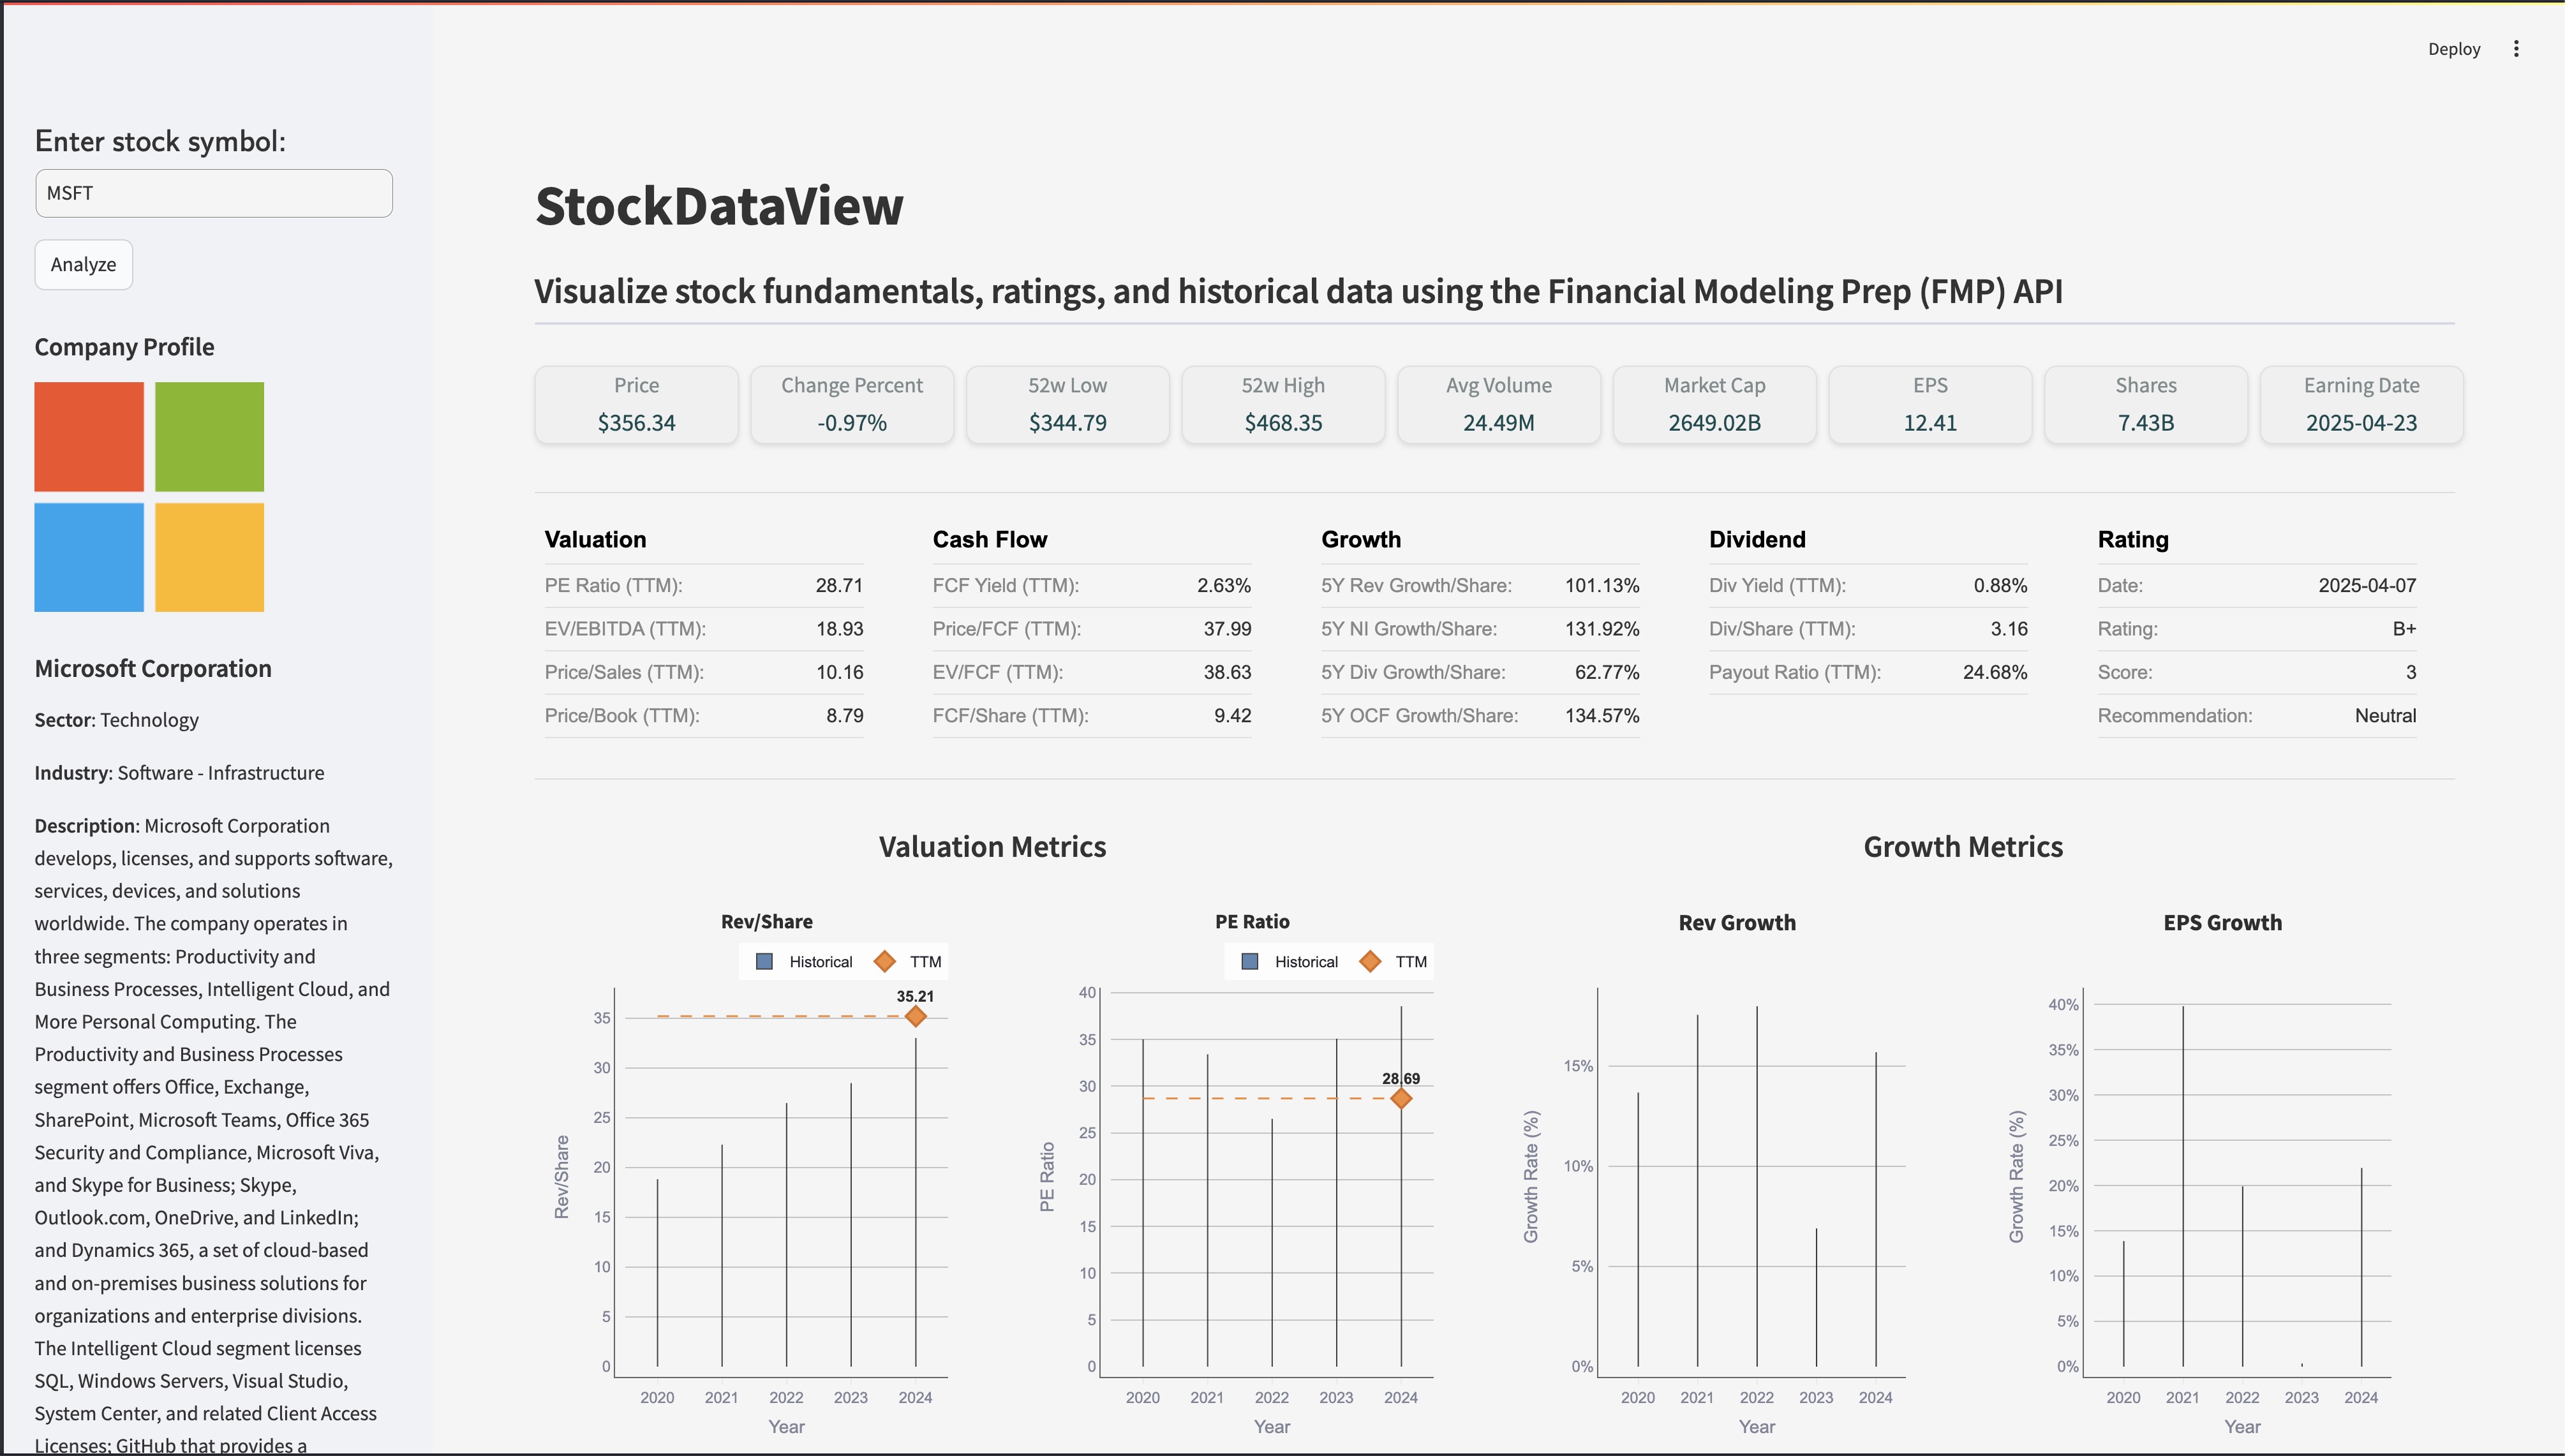 Deploy
Enter stock symbol:
MSFT
Analyze
Company Profile
Microsoft Corporation
Sector: Technology
Industry: Software - Infrastructure
Description: Microsoft Corporation
develops, licenses, and supports software,
services, devices, and solutions
worldwide. The company operates in
three segments: Productivity and
Business Processes, Intelligent Cloud, and
More Personal Computing. The
Productivity and Business Processes
segment offers Office, Exchange,
SharePoint, Microsoft Teams, Office 365
Security and Compliance, Microsoft Viva,
and Skype for Business; Skype,
Outlook.com, OneDrive, and LinkedIn;
and Dynamics 365, a set of cloud-based
and on-premises business solutions for
organizations and enterprise divisions.
The Intelligent Cloud segment licenses
SQL, Windows Servers, Visual Studio,
System Center, and related Client Access
Licenses; GitHub that provides a
StockDataView
Visualize stock fundamentals, ratings, and historical data using the Financial Modeling Prep (FMP) API
Price
$356.34
Change Percent
-0.97%
52w Low
$344.79
52w High
$468.35
Avg Volume
24.49M
Market Cap
2649.02B
EPS
12.41
Shares
7.43B
Earning Date
2025-04-23
Valuation
PE Ratio (TTM): 28.71
EV/EBITDA (TTM): 18.93
Price/Sales (TTM): 10.16
Price/Book (TTM): 8.79
Cash Flow
FCF Yield (TTM): 2.63%
Price/FCF (TTM): 37.99
EV/FCF (TTM): 38.63
FCF/Share (TTM): 9.42
Growth
5Y Rev Growth/Share: 101.13%
5Y NI Growth/Share: 131.92%
5Y Div Growth/Share: 62.77%
5Y OCF Growth/Share: 134.57%
Dividend
Div Yield (TTM): 0.88%
Div/Share (TTM): 3.16
Payout Ratio (TTM): 24.68%
Rating
Date: 2025-04-07
Rating: B+
Score: 3
Recommendation: Neutral
Valuation Metrics
Rev/Share
Historical TTM
35.21
35
30
25
20
15
10
5
0
Rev/Share
2020 2021 2022 2023 2024
Year
PE Ratio
Historical TTM
28.69
40
35
30
25
20
15
10
5
0
PE Ratio
2020 2021 2022 2023 2024
Year
Growth Metrics
Rev Growth
15%
10%
5%
0%
Growth Rate (%)
2020 2021 2022 2023 2024
Year
EPS Growth
40%
35%
30%
25%
20%
15%
10%
5%
0%
Growth Rate (%)
2020 2021 2022 2023 2024
Year